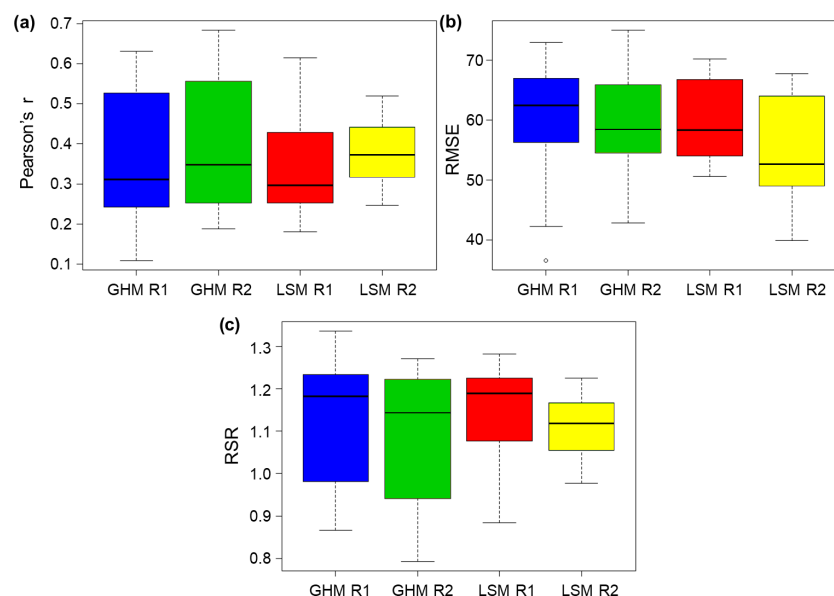 (a)
Pearson's r
0.7
0.6
0.5
0.4
0.3
0.2
0.1
GHM R1 GHM R2 LSM R1 LSM R2
(b)
RMSE
70
60
50
40
GHM R1 GHM R2 LSM R1 LSM R2
(c)
RSR
1.3
1.2
1.1
1.0
0.9
0.8
GHM R1 GHM R2 LSM R1 LSM R2